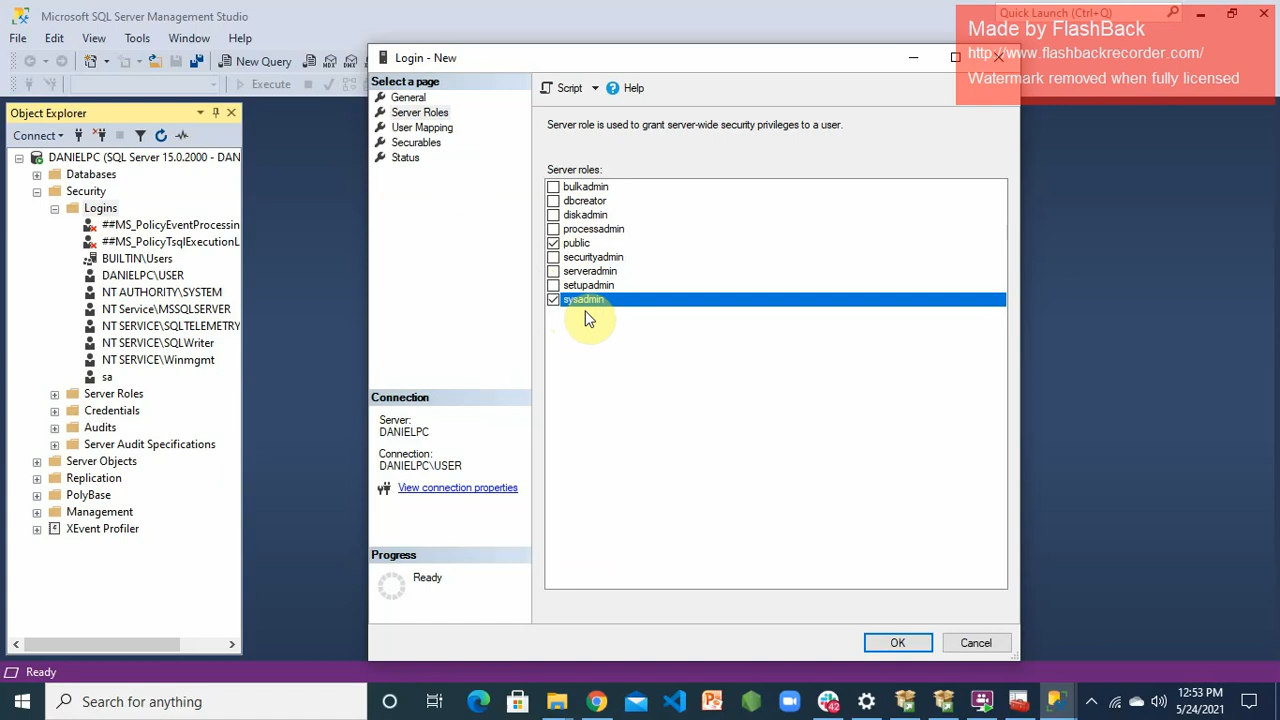 Microsoft SQL Server Management Studio
Quick Launch (Ctrl+Q)
Made by FlashBack
http://www.flashbackrecorder.com/
Watermark removed when fully licensed
File Edit View Tools Window Help
New Query
MDX
DMX
Execute
Object Explorer
Connect
DANIELPC (SQL Server 15.0.2000 - DAN
Databases
Security
Logins
##MS_PolicyEventProcessin
##MS_PolicyTsqlExecutionL
BUILTIN\Users
DANIELPC\USER
NT AUTHORITY\SYSTEM
NT Service\MSSQLSERVER
NT SERVICE\SQLTELEMETRY
NT SERVICE\SQLWriter
NT SERVICE\Winmgmt
sa
Server Roles
Credentials
Audits
Server Audit Specifications
Server Objects
Replication
PolyBase
Management
XEvent Profiler
Login - New
Select a page
General
Server Roles
User Mapping
Securables
Status
Connection
Server:
DANIELPC
Connection:
DANIELPC\USER
View connection properties
Progress
Ready
Script
Help
Server role is used to grant server-wide security privileges to a user.
Server roles:
bulkadmin
dbcreator
diskadmin
processadmin
public
securityadmin
serveradmin
setupadmin
sysadmin
OK
Cancel
Ready
Search for anything
42
12:53 PM
5/24/2021